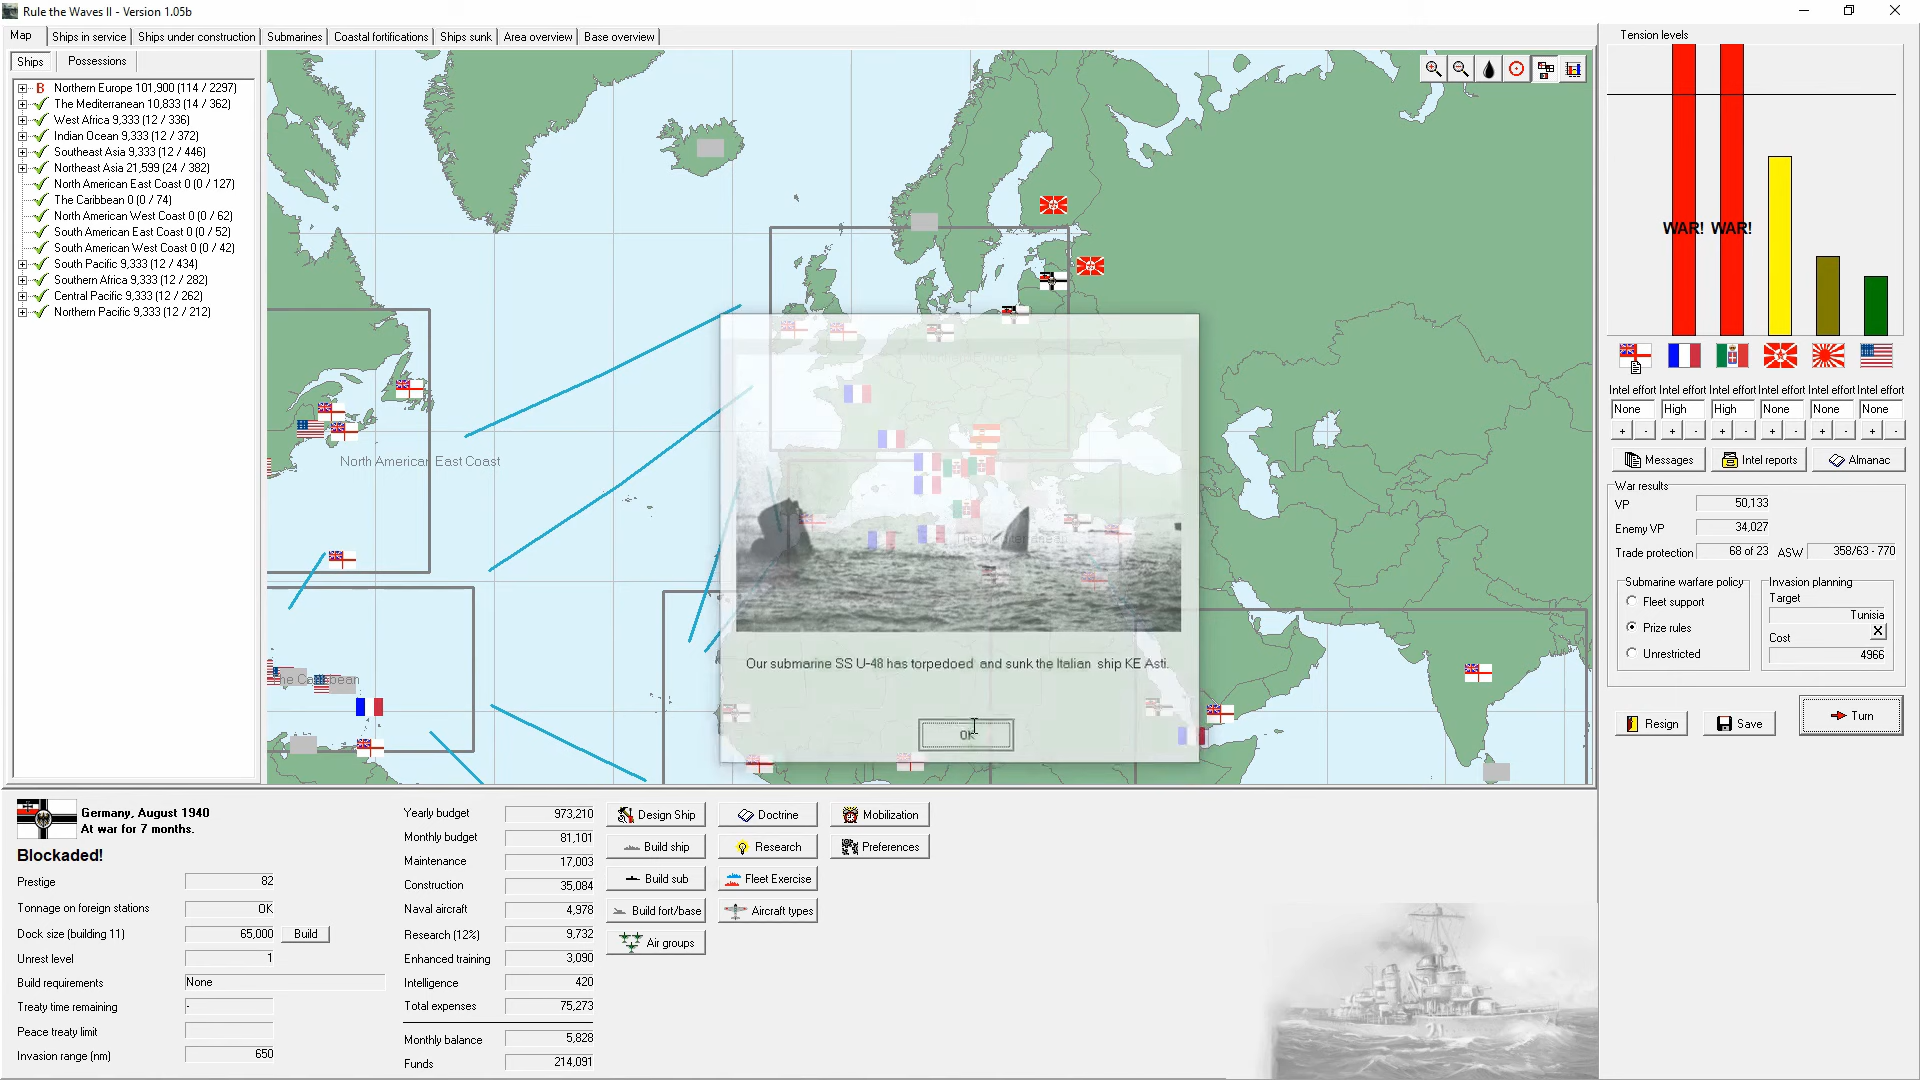 Rule the Waves II - Version 1.05b
Map Ships in service Ships under construction Submarines Coastal fortifications Ships sunk Area overview Base overview
Ships Possessions
B Northern Europe 101,900 (114 / 2297)
The Mediterranean 10,833 (14 / 362)
West Africa 9,333 (12 / 336)
Indian Ocean 9,333 (12 / 372)
Southeast Asia 9,333 (12 / 446)
Northeast Asia 21,599 (24 / 382)
North American East Coast 0 (0 / 127)
The Caribbean 0 (0 / 74)
North American West Coast 0 (0 / 62)
South American East Coast 0 (0 / 52)
South American West Coast 0 (0 / 42)
South Pacific 9,333 (12 / 434)
Southern Africa 9,333 (12 / 282)
Central Pacific 9,333 (12 / 262)
Northern Pacific 9,333 (12 / 212)
North American East Coast
The Caribbean
The Mediterranean
Our submarine SS U-48 has torpedoed and sunk the Italian ship KE Asti.
OK
Tension levels
WAR! WAR!
Intel effort Intel effort Intel effort Intel effort Intel effort Intel effort
None High High None None None
+ - + - + - + - + - + -
Messages Intel reports Almanac
War results
VP 50,133
Enemy VP 34,027
Trade protection 68 of 23 ASW 358/63 - 770
Submarine warfare policy
Fleet support
Prize rules
Unrestricted
Invasion planning
Target
Tunisia
Cost X
4966
Resign Save Turn
Germany, August 1940
At war for 7 months.
Blockaded!
Prestige 82
Tonnage on foreign stations OK
Dock size (building 11) 65,000 Build
Unrest level 1
Build requirements None
Treaty time remaining -
Peace treaty limit
Invasion range (nm) 650
Yearly budget 973,210
Monthly budget 81,101
Maintenance 17,003
Construction 35,084
Naval aircraft 4,978
Research (12%) 9,732
Enhanced training 3,090
Intelligence 420
Total expenses 75,273
Monthly balance 5,828
Funds 214,091
Design Ship Doctrine Mobilization
Build ship Research Preferences
Build sub Fleet Exercise
Build fort/base Aircraft types
Air groups